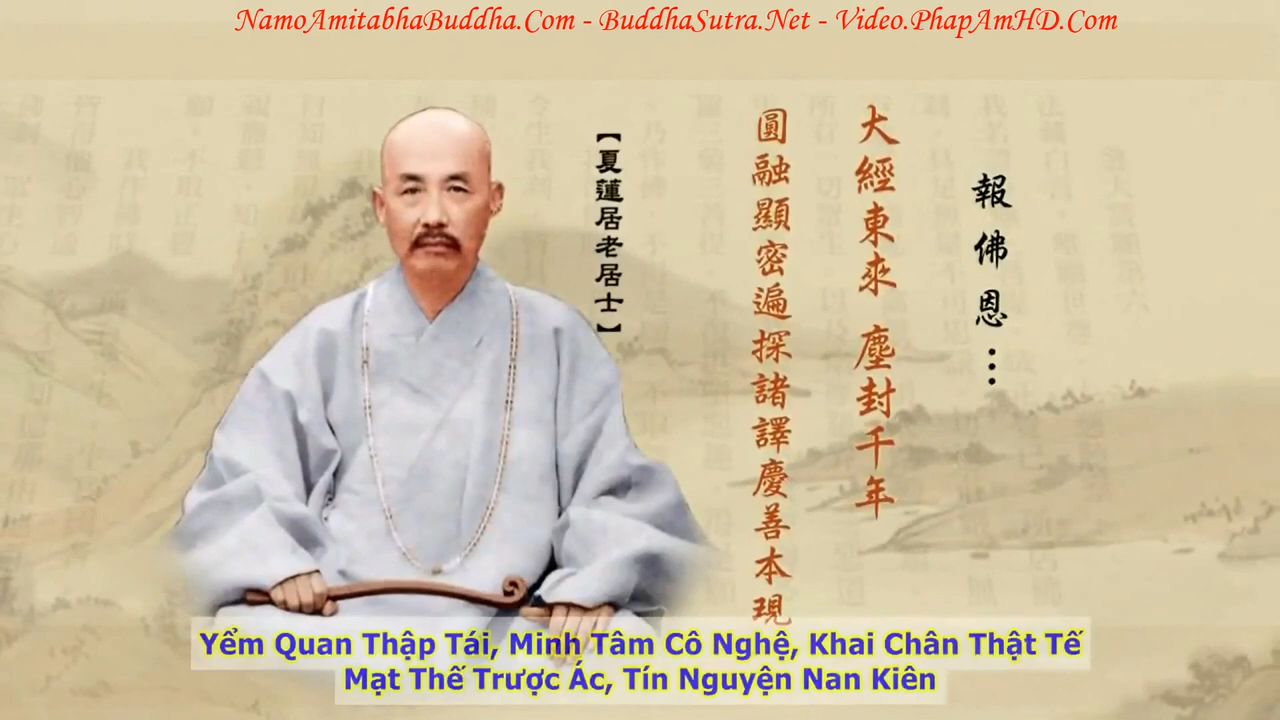 NamoAmitabhaBuddha.Com - BuddhaSutra.Net - Video.PhapAmHD.Com
報佛恩…
大經東來 塵封千年
圓融顯密遍探諸譯慶善本現
【夏蓮居老居士】
Yểm Quan Thập Tái, Minh Tâm Cô Nghệ, Khai Chân Thật Tế
Mạt Thế Trược Ác, Tín Nguyện Nan Kiên